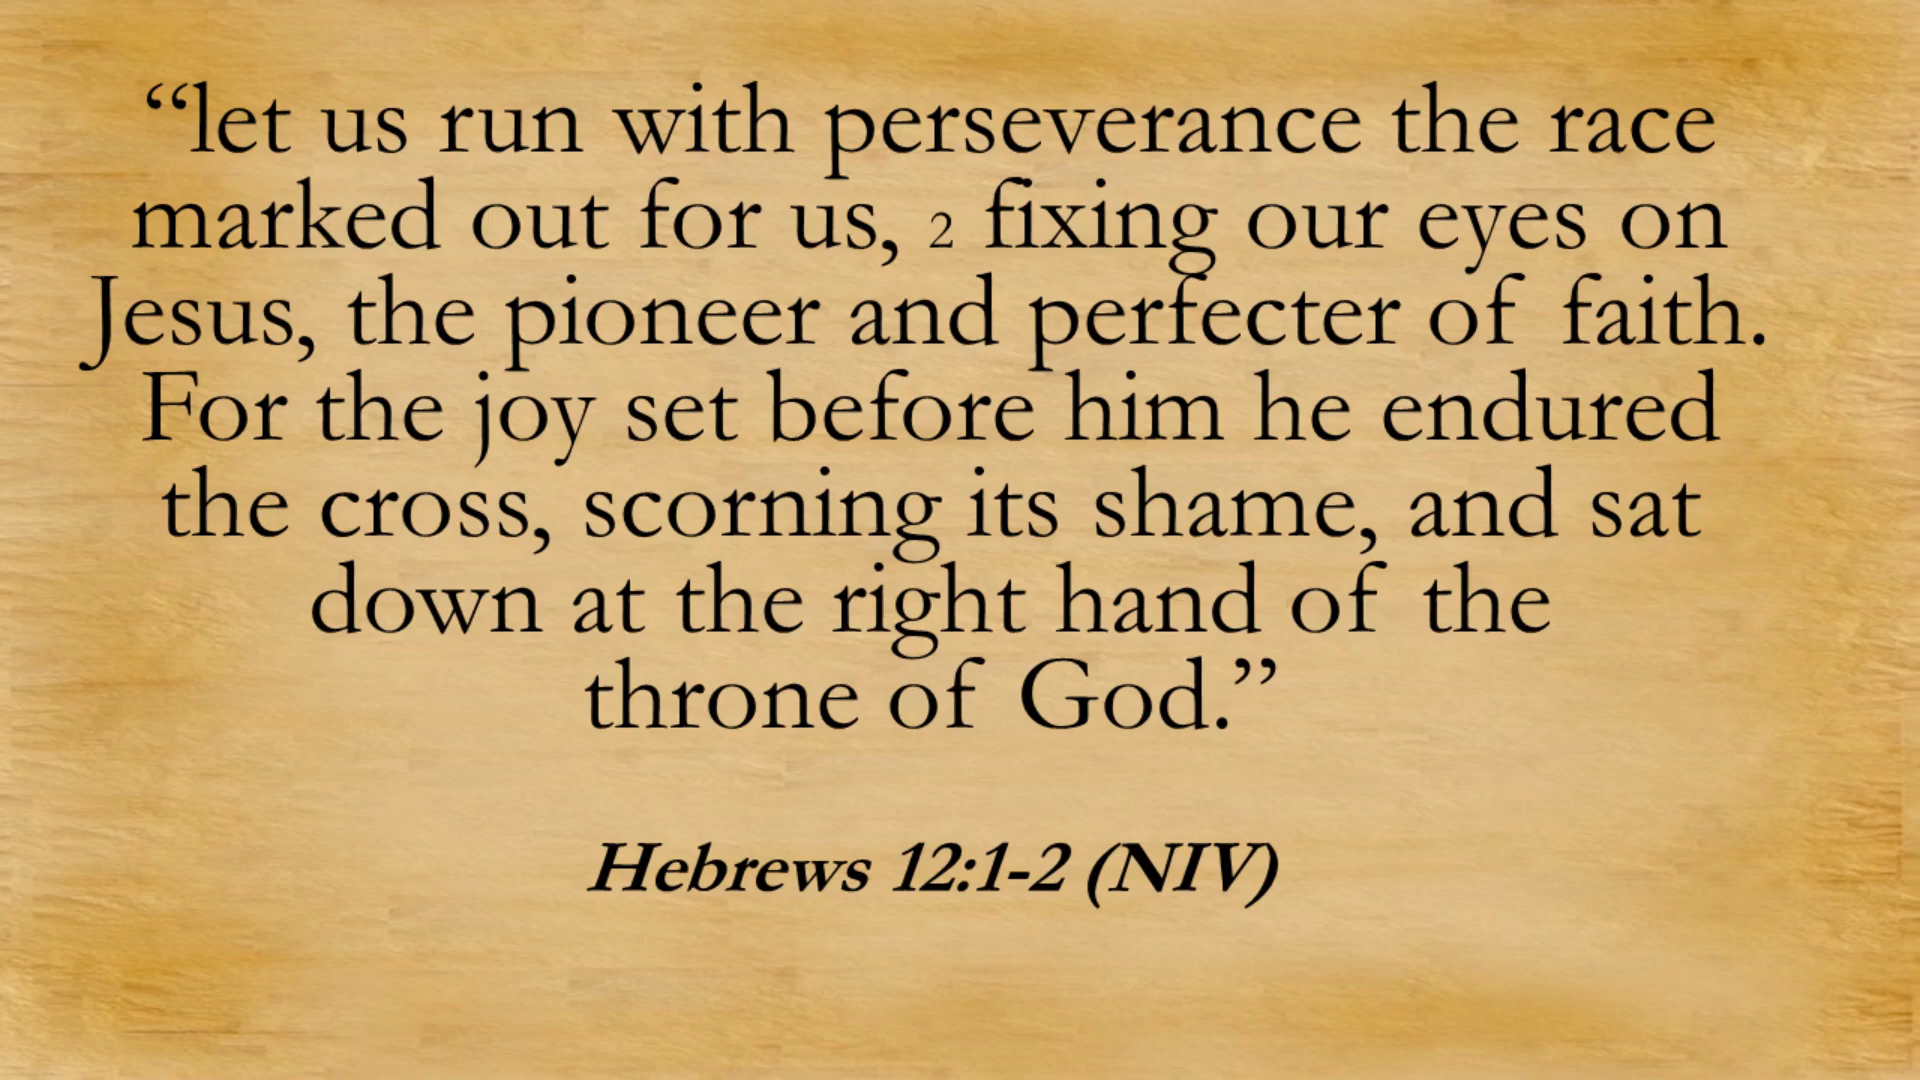 “let us run with perseverance the race
marked out for us, 2 fixing our eyes on
Jesus, the pioneer and perfecter of faith.
For the joy set before him he endured
the cross, scorning its shame, and sat
down at the right hand of the
throne of God.”
Hebrews 12:1-2 (NIV)